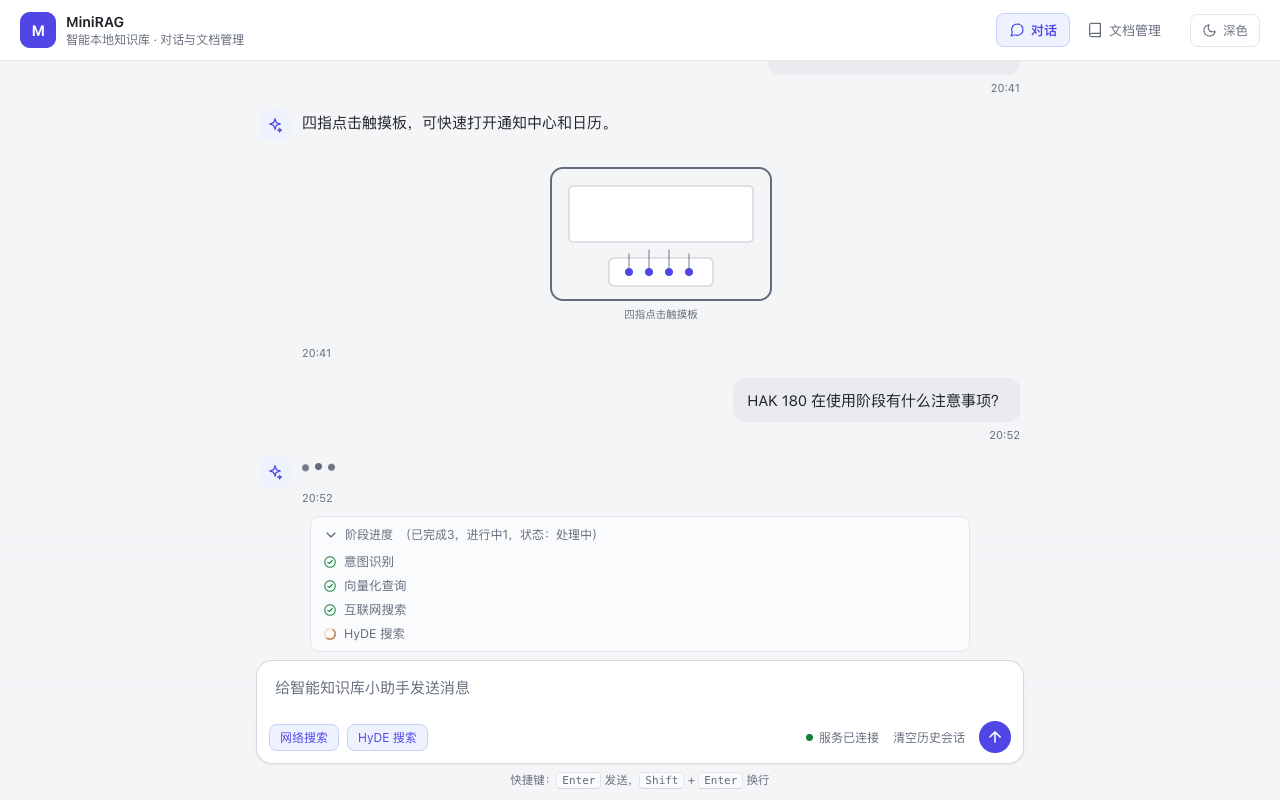 M
MiniRAG
智能本地知识库 · 对话与文档管理
对话
文档管理
深色
20:41
四指点击触摸板，可快速打开通知中心和日历。
四指点击触摸板
20:41
HAK 180 在使用阶段有什么注意事项?
20:52
20:52
阶段进度 （已完成3，进行中1，状态：处理中）
意图识别
向量化查询
互联网搜索
HyDE 搜索
给智能知识库小助手发送消息
网络搜索
HyDE 搜索
服务已连接
清空历史会话
快捷键： Enter 发送， Shift + Enter 换行